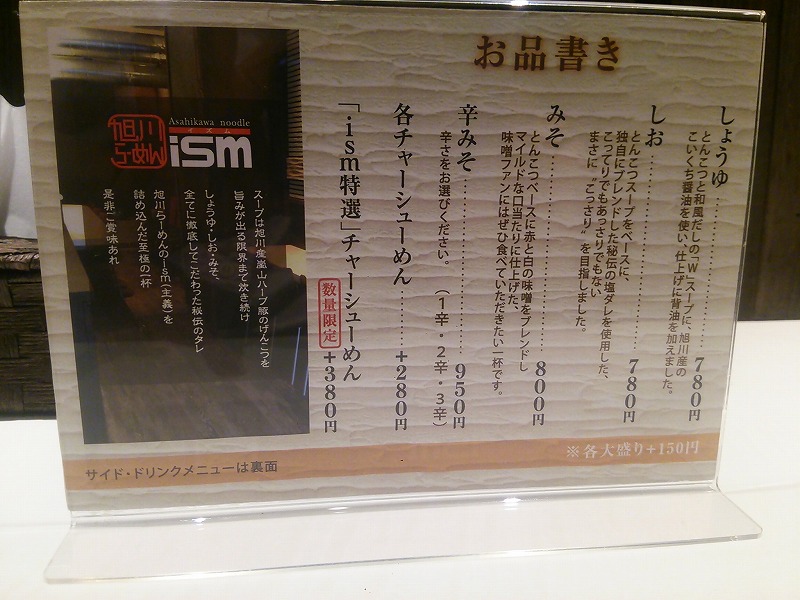 お品書き
しょうゆ‥‥‥‥‥780円
とんこつと和風だしの「W」スープに、旭川産の
こいくち醤油を使い、仕上げに背油を加えました。
しお‥‥‥‥‥780円
とんこつスープをベースに、
独自にブレンドした秘伝の塩ダレを使用した、
こってりでもあっさりでもない
まさに“こっさり”を目指しました。
みそ‥‥‥‥‥800円
とんこつベースに赤と白の味噌をブレンドし
マイルドな口当たりに仕上げた、
味噌ファンにはぜひ食べていただきたい一杯です。
辛みそ‥‥‥‥‥950円
辛さをお選びください。 （1辛・2辛・3辛）
各チャーシューめん‥‥‥+280円
「ism特選」チャーシューめん 数量限定 +380円
※各大盛り+150円
旭川らーめん
Asahikawa noodle
イズム
ism
スープは旭川産嵐山ハーブ豚のげんこつを
旨みが出る限界まで炊き続け
しょうゆ・しお・みそ、
全てに徹底してこだわった秘伝のタレ
旭川らーめんのism(主義)を
詰め込んだ至極の一杯
是非ご賞味あれ
サイド・ドリンクメニューは裏面